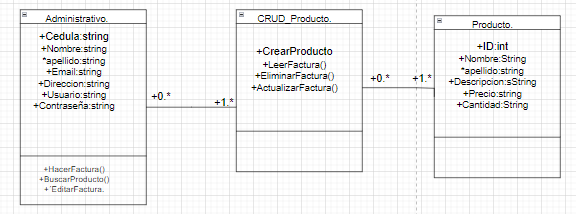 Administrativo.
+Cedula:string
+Nombre:string
*apellido:string
+Email:string
+Direccion:string
+Usuario:string
+Contraseña:string
+HacerFactura()
+BuscarProducto()
+¨EditarFactura.
+0.*
+1.*
CRUD_Producto.
+CrearProducto
+LeerFactura()
+EliminarFactura()
+ActualizarFactura()
+0.*
+1.*
Producto.
+ID:int
+Nombre:String
*apellido:string
+Descripcion:sString
+Precio:string
+Cantidad:String